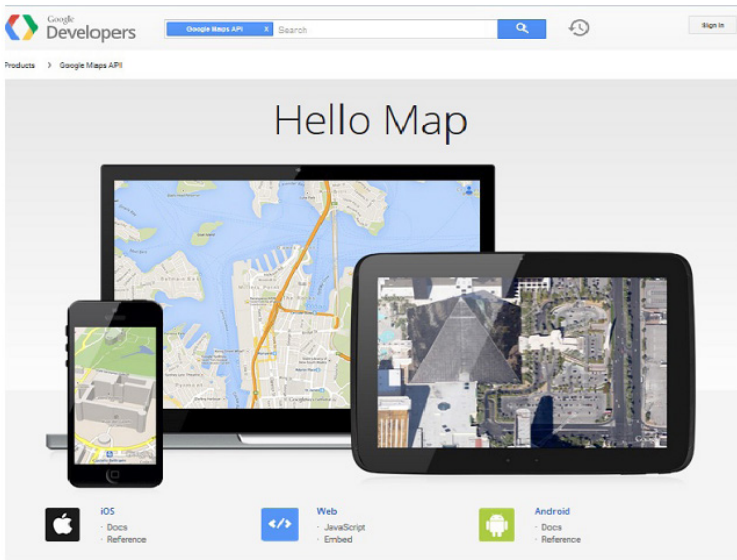 Google
Developers
Google Maps API X Search
Sign in
Products > Google Maps API
Hello Map
iOS
· Docs
· Reference
Web
· JavaScript
· Embed
Android
· Docs
· Reference